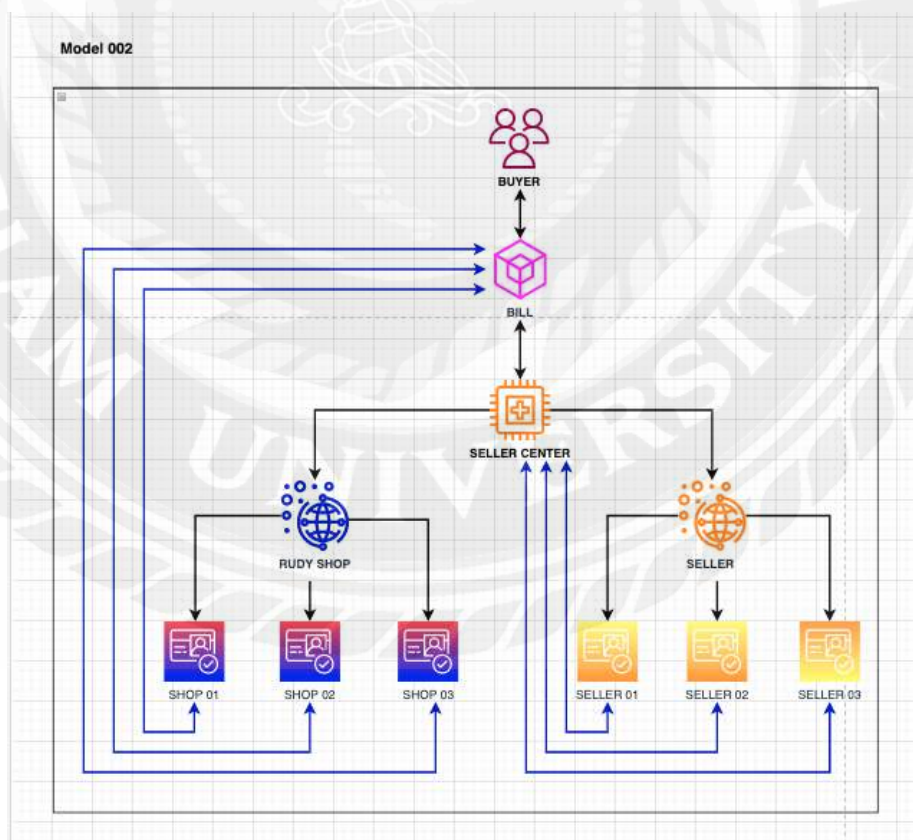 Model 002
BUYER
BILL
SELLER CENTER
RUDY SHOP
SELLER
SHOP 01
SHOP 02
SHOP 03
SELLER 01
SELLER 02
SELLER 03
UNIVERSITY